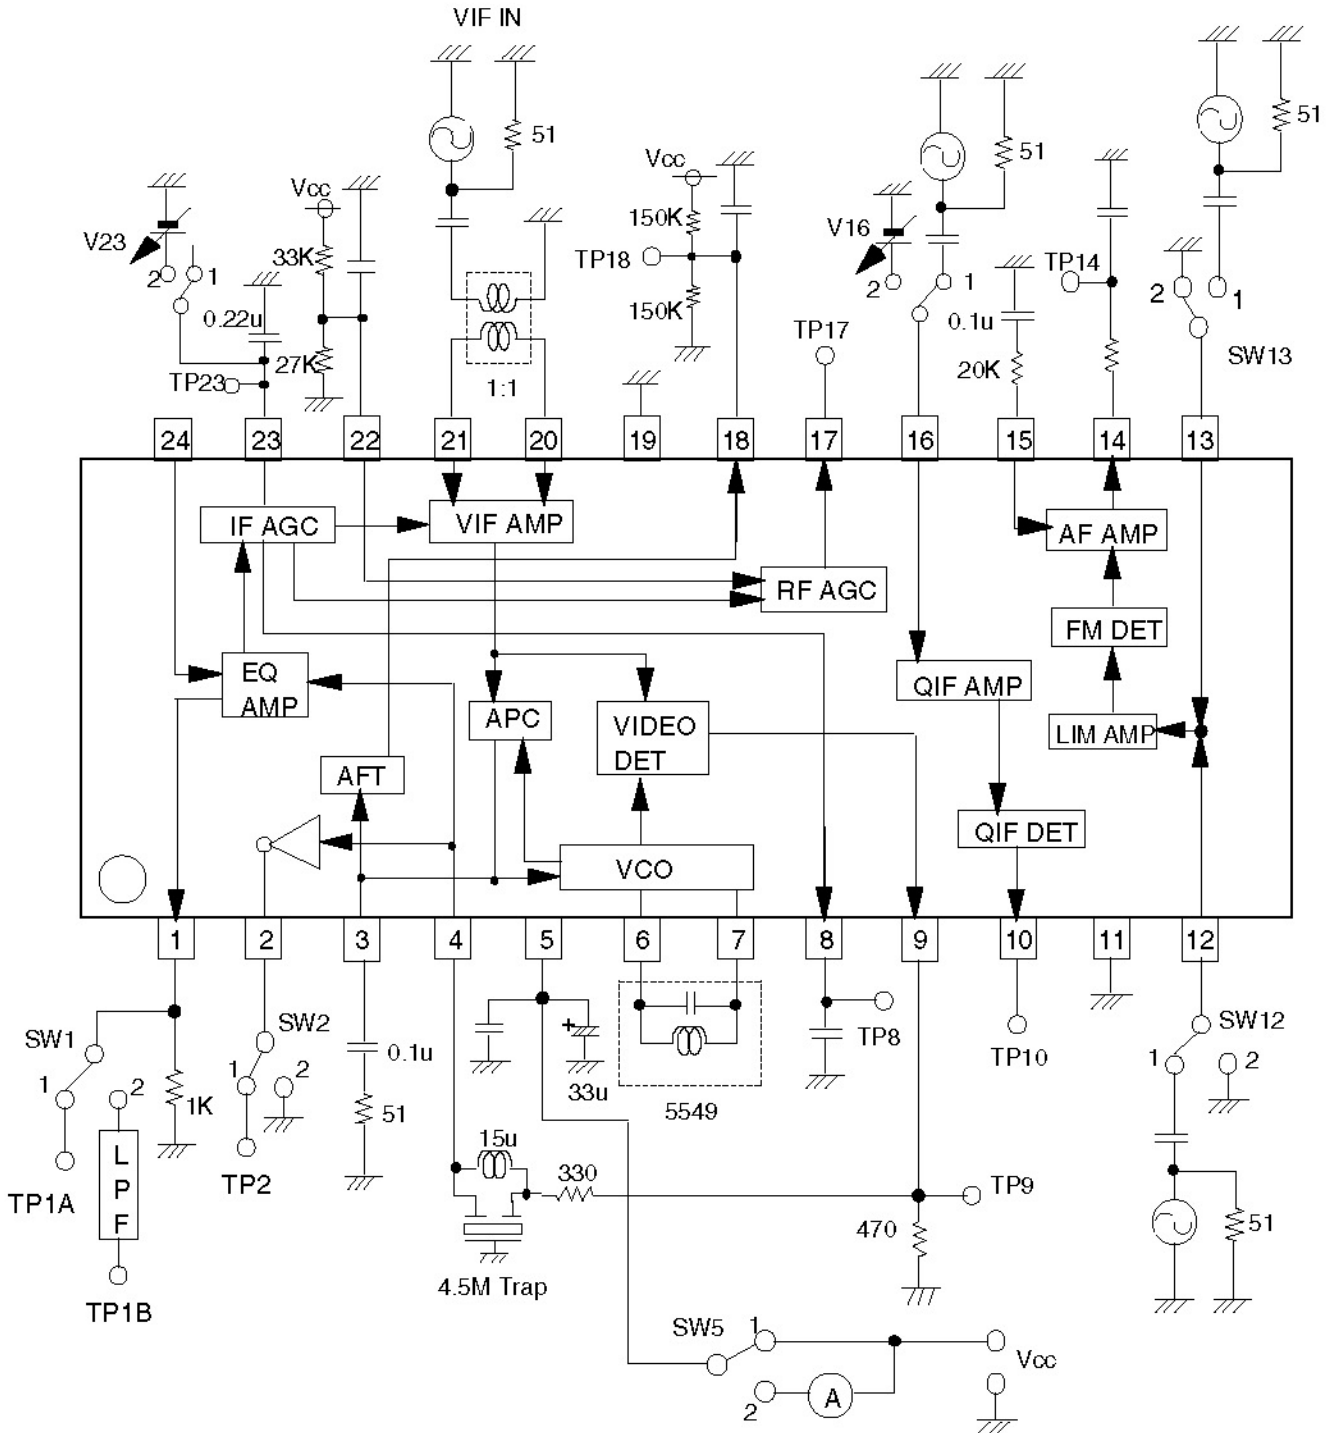 VIF IN
51
51
51
Vcc
Vcc
150K
V23
33K
2
1
0.22u
TP18
150K
V16
2
1
TP14
0.1u
2
1
TP17
SW13
27K
TP23
1:1
20K
24
23
22
21
20
19
18
17
16
15
14
13
IF AGC
VIF AMP
AF AMP
RF AGC
FM DET
EQ
AMP
QIF AMP
APC
VIDEO
DET
LIM AMP
AFT
QIF DET
VCO
1
2
3
4
5
6
7
8
9
10
11
12
SW1
SW2
0.1u
+
33u
TP8
TP10
SW12
1
2
1
2
1
2
1K
51
5549
L
P
F
15u
330
TP9
TP1A
TP2
470
51
4.5M Trap
TP1B
SW5
1
Vcc
2
A